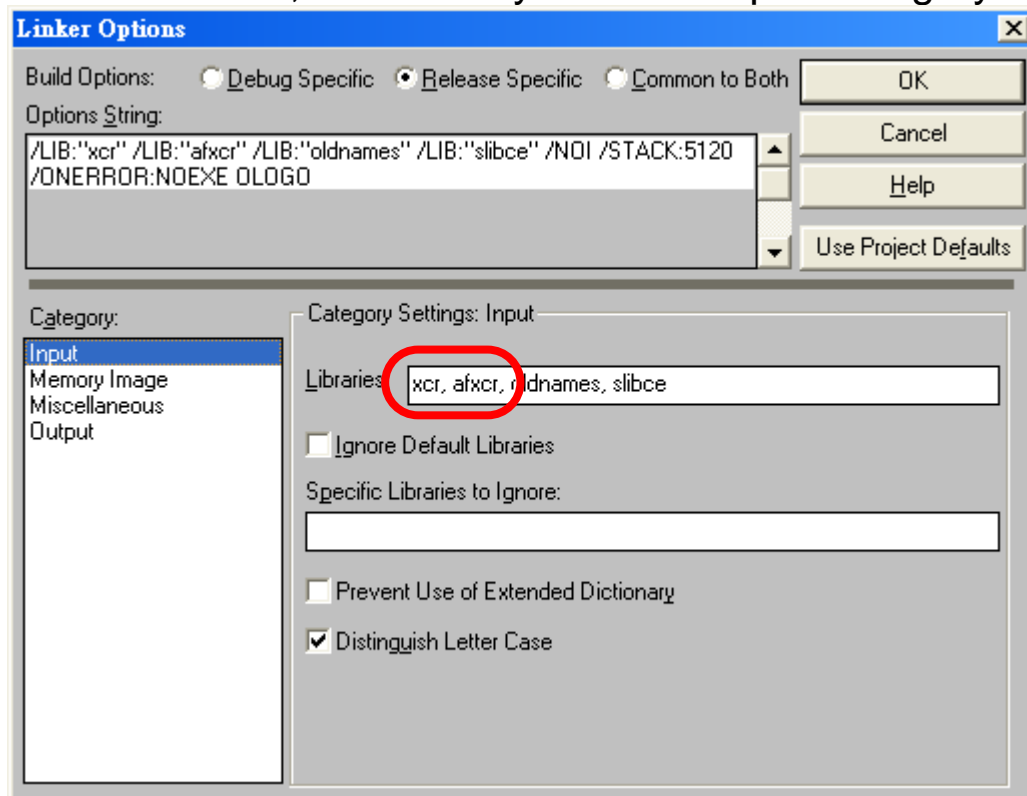 Linker Options
Build Options: Debug Specific Release Specific Common to Both
OK
Options String:
Cancel
/LIB:"xcr" /LIB:"afxcr" /LIB:"oldnames" /LIB:"slibce" /NOI /STACK:5120
/ONERROR:NOEXE OLOGO
Help
Use Project Defaults
Category:
Input
Memory Image
Miscellaneous
Output
Category Settings: Input
Libraries xcr, afxcr, oldnames, slibce
Ignore Default Libraries
Specific Libraries to Ignore:
Prevent Use of Extended Dictionary
Distinguish Letter Case